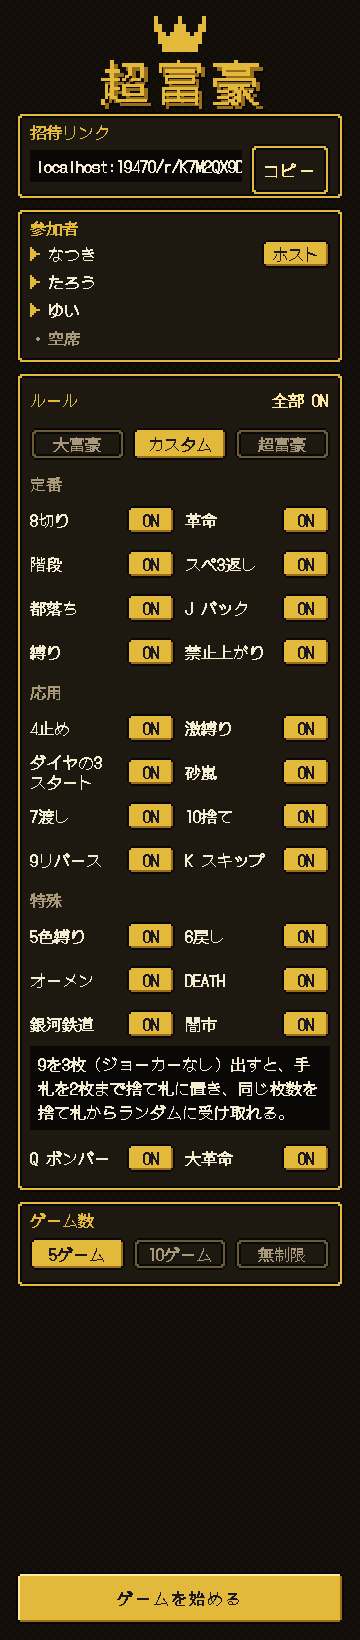 超富豪
招待リンク
localhost:19470/r/K7M2QX9D
コピー
参加者
なつき ホスト
たろう
ゆい
・空席
ルール 全部 ON
大富豪 カスタム 超富豪
定番
8切り ON 革命 ON
階段 ON スペ3返し ON
都落ち ON J バック ON
縛り ON 禁止上がり ON
応用
4止め ON 激縛り ON
ダイヤの3
スタート ON 砂嵐 ON
7渡し ON 10捨て ON
9リバース ON K スキップ ON
特殊
5色縛り ON 6戻し ON
オーメン ON DEATH ON
銀河鉄道 ON 闇市 ON
9を3枚（ジョーカーなし）出すと、手
札を2枚まで捨て札に置き、同じ枚数を
捨て札からランダムに受け取れる。
Q ボンバー ON 大革命 ON
ゲーム数
5ゲーム 10ゲーム 無制限
ゲームを始める